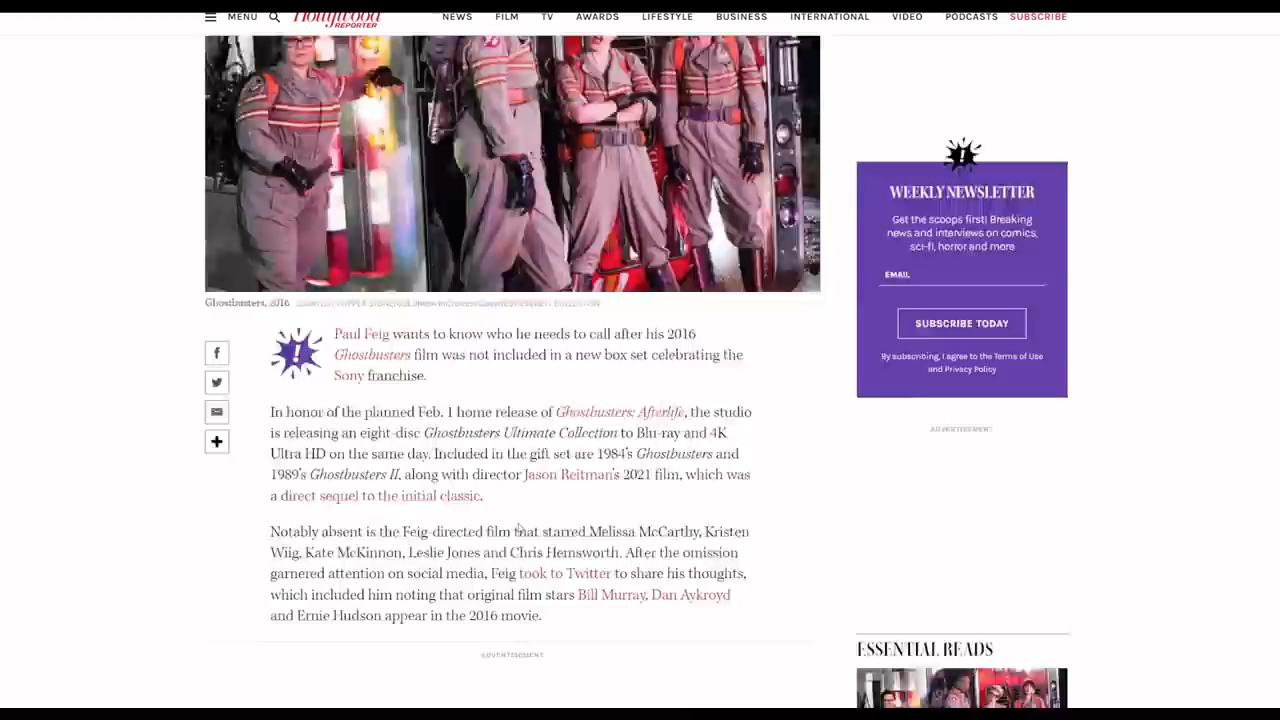 MENU
Hollywood
REPORTER
NEWS FILM TV AWARDS LIFESTYLE BUSINESS INTERNATIONAL VIDEO PODCASTS SUBSCRIBE
Ghostbusters, 2016
Paul Feig wants to know who he needs to call after his 2016
Ghostbusters film was not included in a new box set celebrating the
Sony franchise.
In honor of the planned Feb. 1 home release of Ghostbusters: Afterlife, the studio
is releasing an eight-disc Ghostbusters Ultimate Collection to Blu-ray and 4K
Ultra HD on the same day. Included in the gift set are 1984's Ghostbusters and
1989's Ghostbusters II, along with director Jason Reitman's 2021 film, which was
a direct sequel to the initial classic.
Notably absent is the Feig-directed film that starred Melissa McCarthy, Kristen
Wiig, Kate McKinnon, Leslie Jones and Chris Hemsworth. After the omission
garnered attention on social media, Feig took to Twitter to share his thoughts,
which included him noting that original film stars Bill Murray, Dan Aykroyd
and Ernie Hudson appear in the 2016 movie.
ADVERTISEMENT
WEEKLY NEWSLETTER
Get the scoops first! Breaking
news and interviews on comics,
sci-fi, horror and more
EMAIL
SUBSCRIBE TODAY
By subscribing, I agree to the Terms of Use
and Privacy Policy
ADVERTISEMENT
ESSENTIAL READS